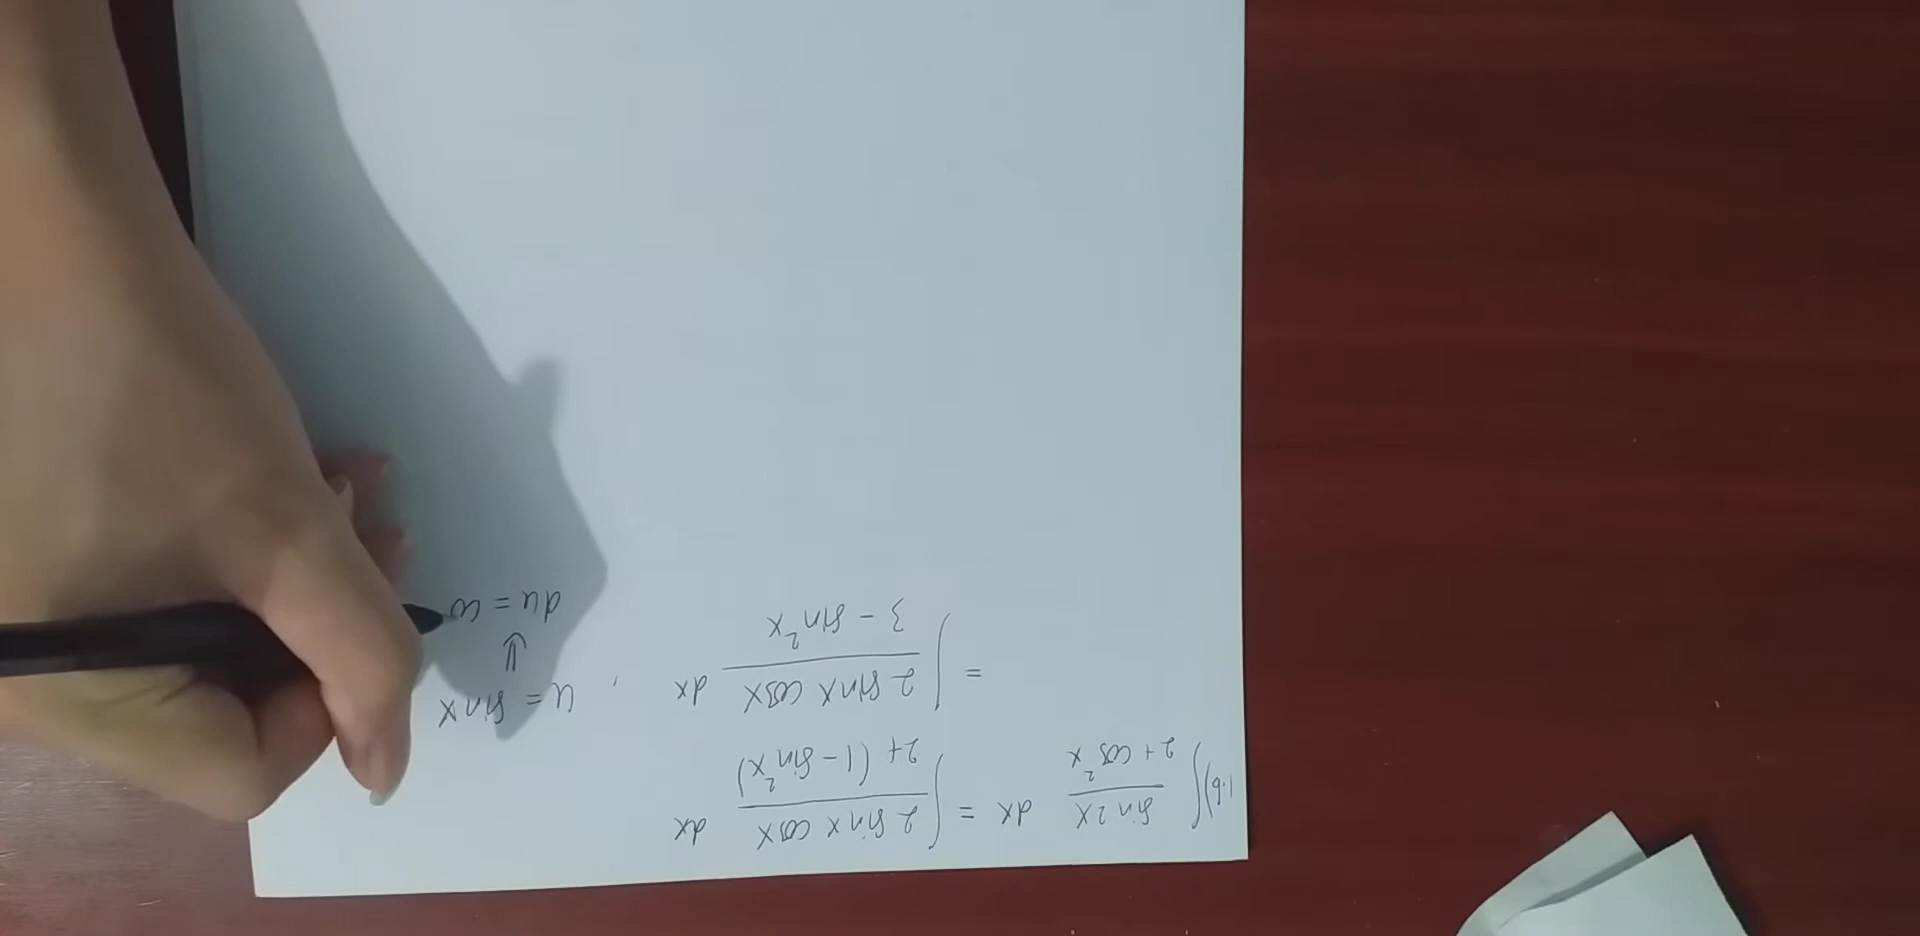 1.b) ∫ sin 2x / (2 + cos²x) dx = ∫ 2 sin x cos x / (2 + (1 - sin²x)) dx
= ∫ 2 sin x cos x / (3 - sin²x) dx , u = sin x
⇓
du = co